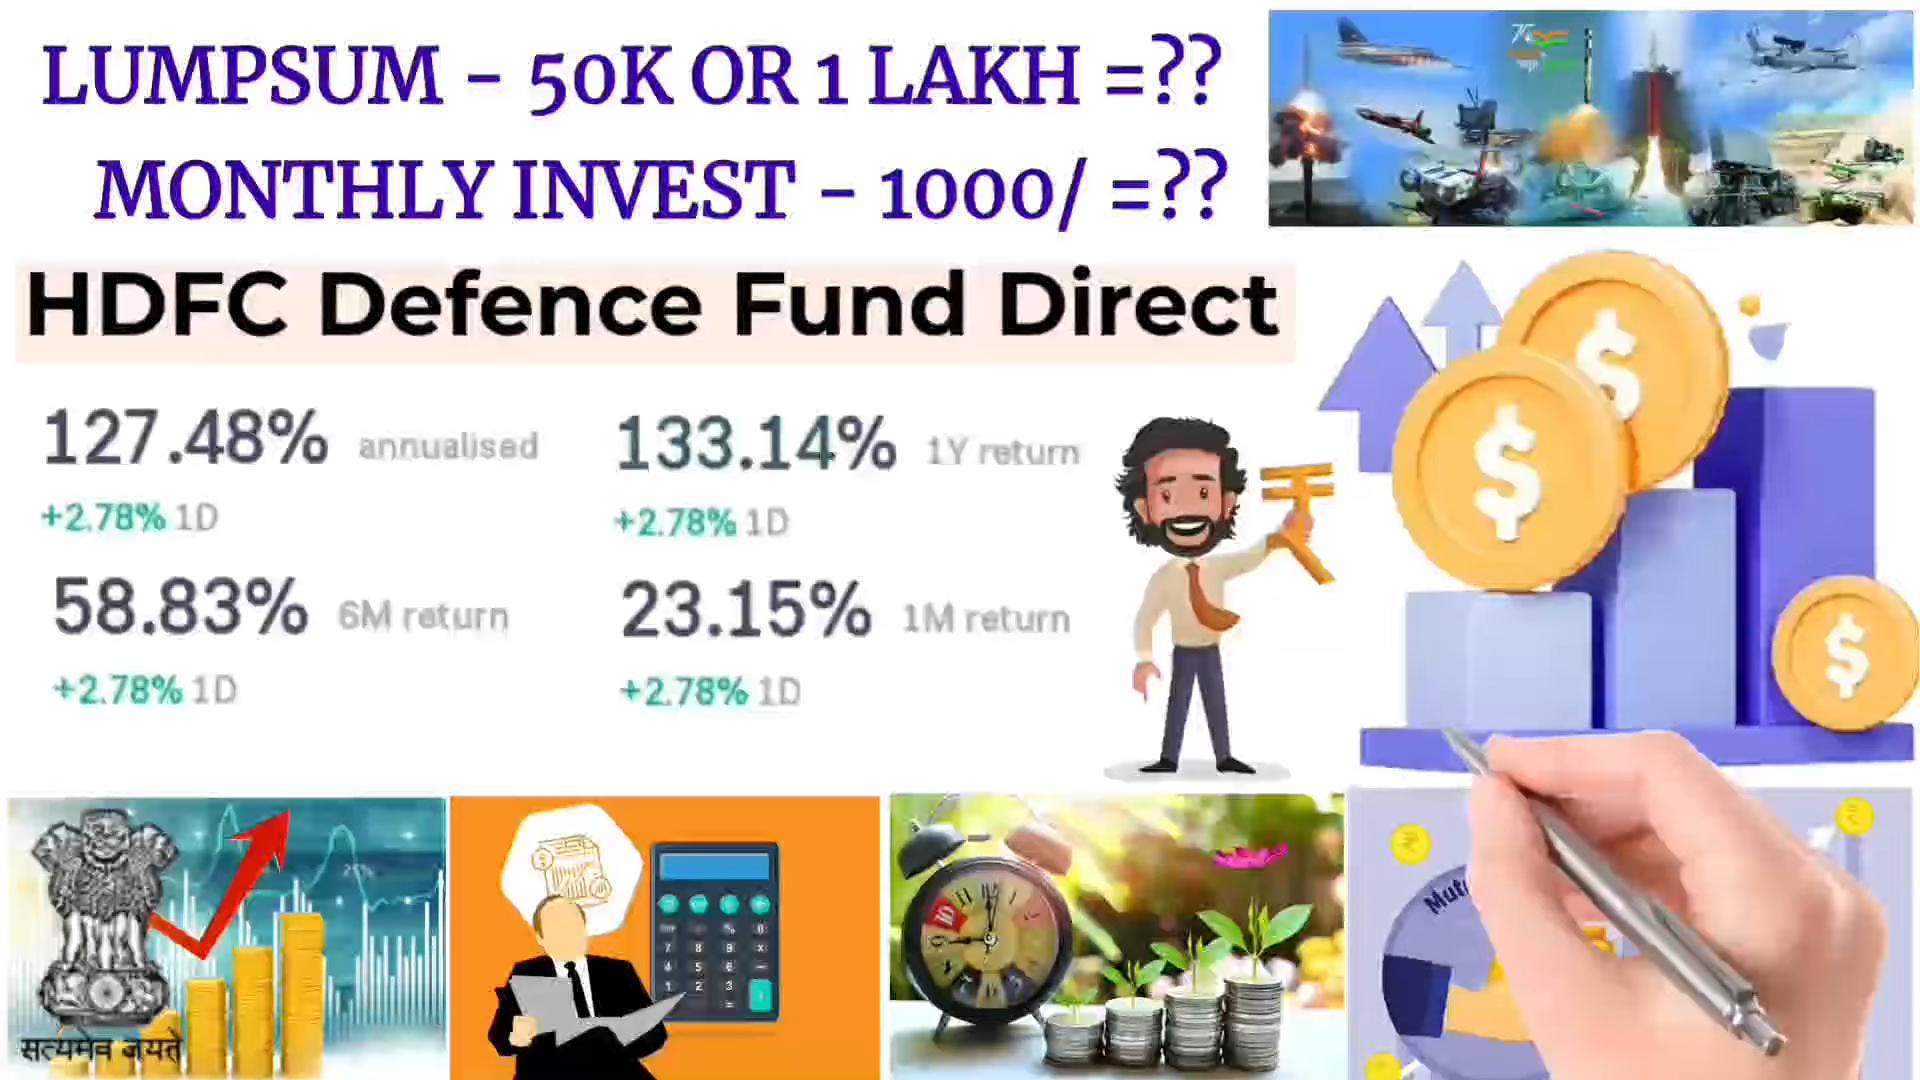 LUMPSUM – 50K OR 1 LAKH =??
MONTHLY INVEST – 1000/ =??
HDFC Defence Fund Direct
127.48% annualised
+2.78% 1D
133.14% 1Y return
+2.78% 1D
58.83% 6M return
+2.78% 1D
23.15% 1M return
+2.78% 1D
सत्यमेव जयते